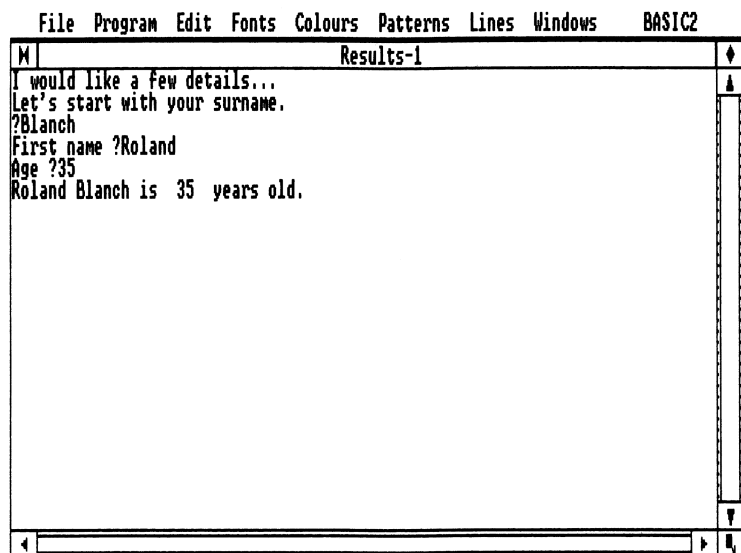 File Program Edit Fonts Colours Patterns Lines Windows BASIC2
Results-1
I would like a few details...
Let's start with your surname.
?Blanch
First name ?Roland
Age ?35
Roland Blanch is 35 years old.